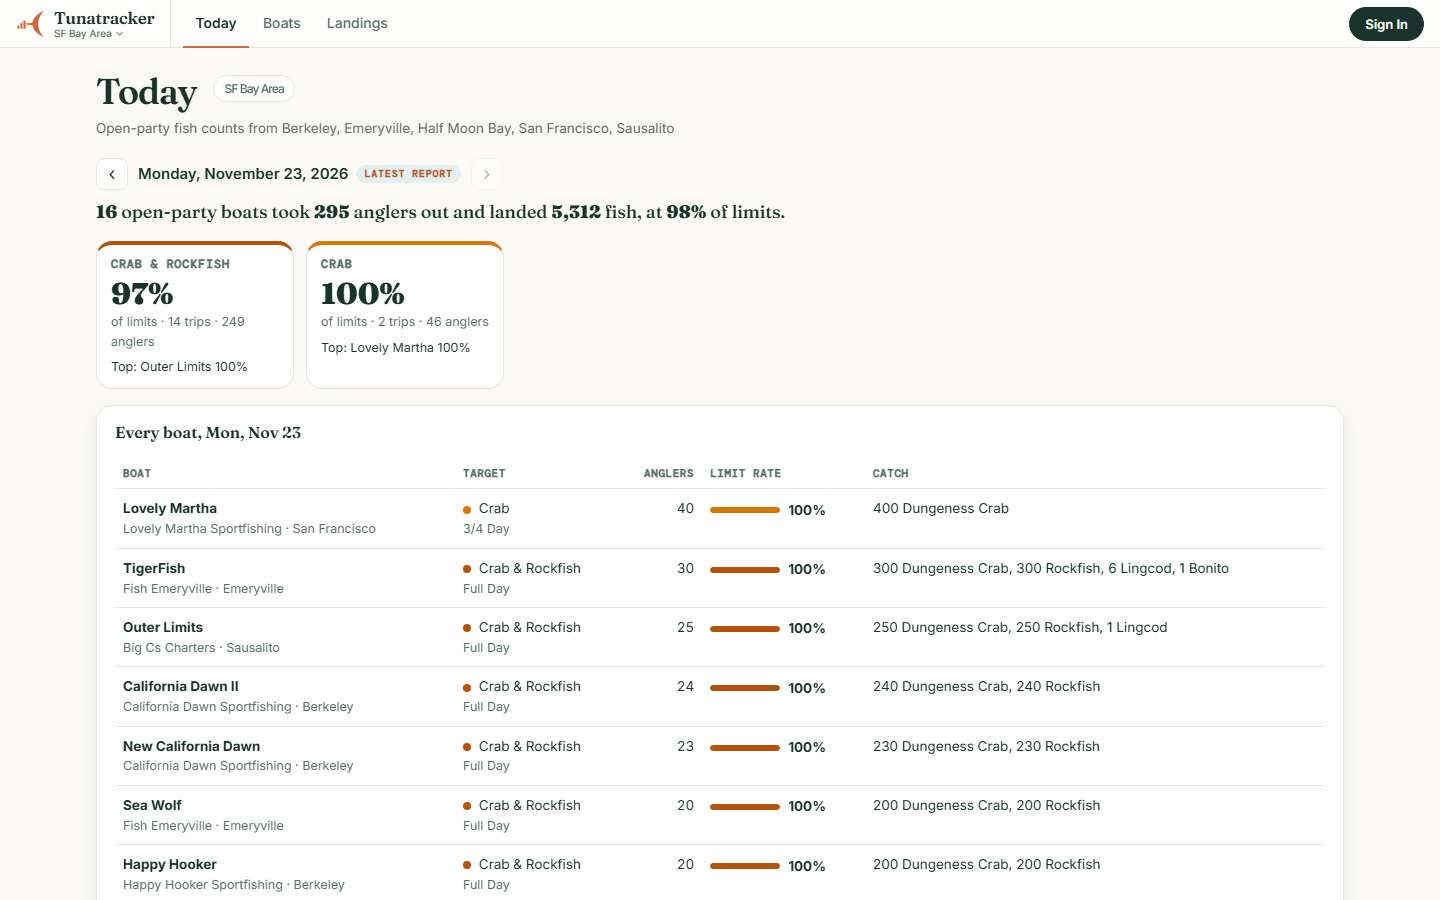 Tunatracker
SF Bay Area
Today Boats Landings
Sign In
Today
SF Bay Area
Open-party fish counts from Berkeley, Emeryville, Half Moon Bay, San Francisco, Sausalito
Monday, November 23, 2026 LATEST REPORT
16 open-party boats took 295 anglers out and landed 5,312 fish, at 98% of limits.
CRAB & ROCKFISH
97%
of limits · 14 trips · 249
anglers
Top: Outer Limits 100%
CRAB
100%
of limits · 2 trips · 46 anglers
Top: Lovely Martha 100%
Every boat, Mon, Nov 23
BOAT TARGET ANGLERS LIMIT RATE CATCH
Lovely Martha Crab 40 100% 400 Dungeness Crab
Lovely Martha Sportfishing · San Francisco 3/4 Day
TigerFish Crab & Rockfish 30 100% 300 Dungeness Crab, 300 Rockfish, 6 Lingcod, 1 Bonito
Fish Emeryville · Emeryville Full Day
Outer Limits Crab & Rockfish 25 100% 250 Dungeness Crab, 250 Rockfish, 1 Lingcod
Big Cs Charters · Sausalito Full Day
California Dawn II Crab & Rockfish 24 100% 240 Dungeness Crab, 240 Rockfish
California Dawn Sportfishing · Berkeley Full Day
New California Dawn Crab & Rockfish 23 100% 230 Dungeness Crab, 230 Rockfish
California Dawn Sportfishing · Berkeley Full Day
Sea Wolf Crab & Rockfish 20 100% 200 Dungeness Crab, 200 Rockfish
Fish Emeryville · Emeryville Full Day
Happy Hooker Crab & Rockfish 20 100% 200 Dungeness Crab, 200 Rockfish
Happy Hooker Sportfishing · Berkeley Full Day